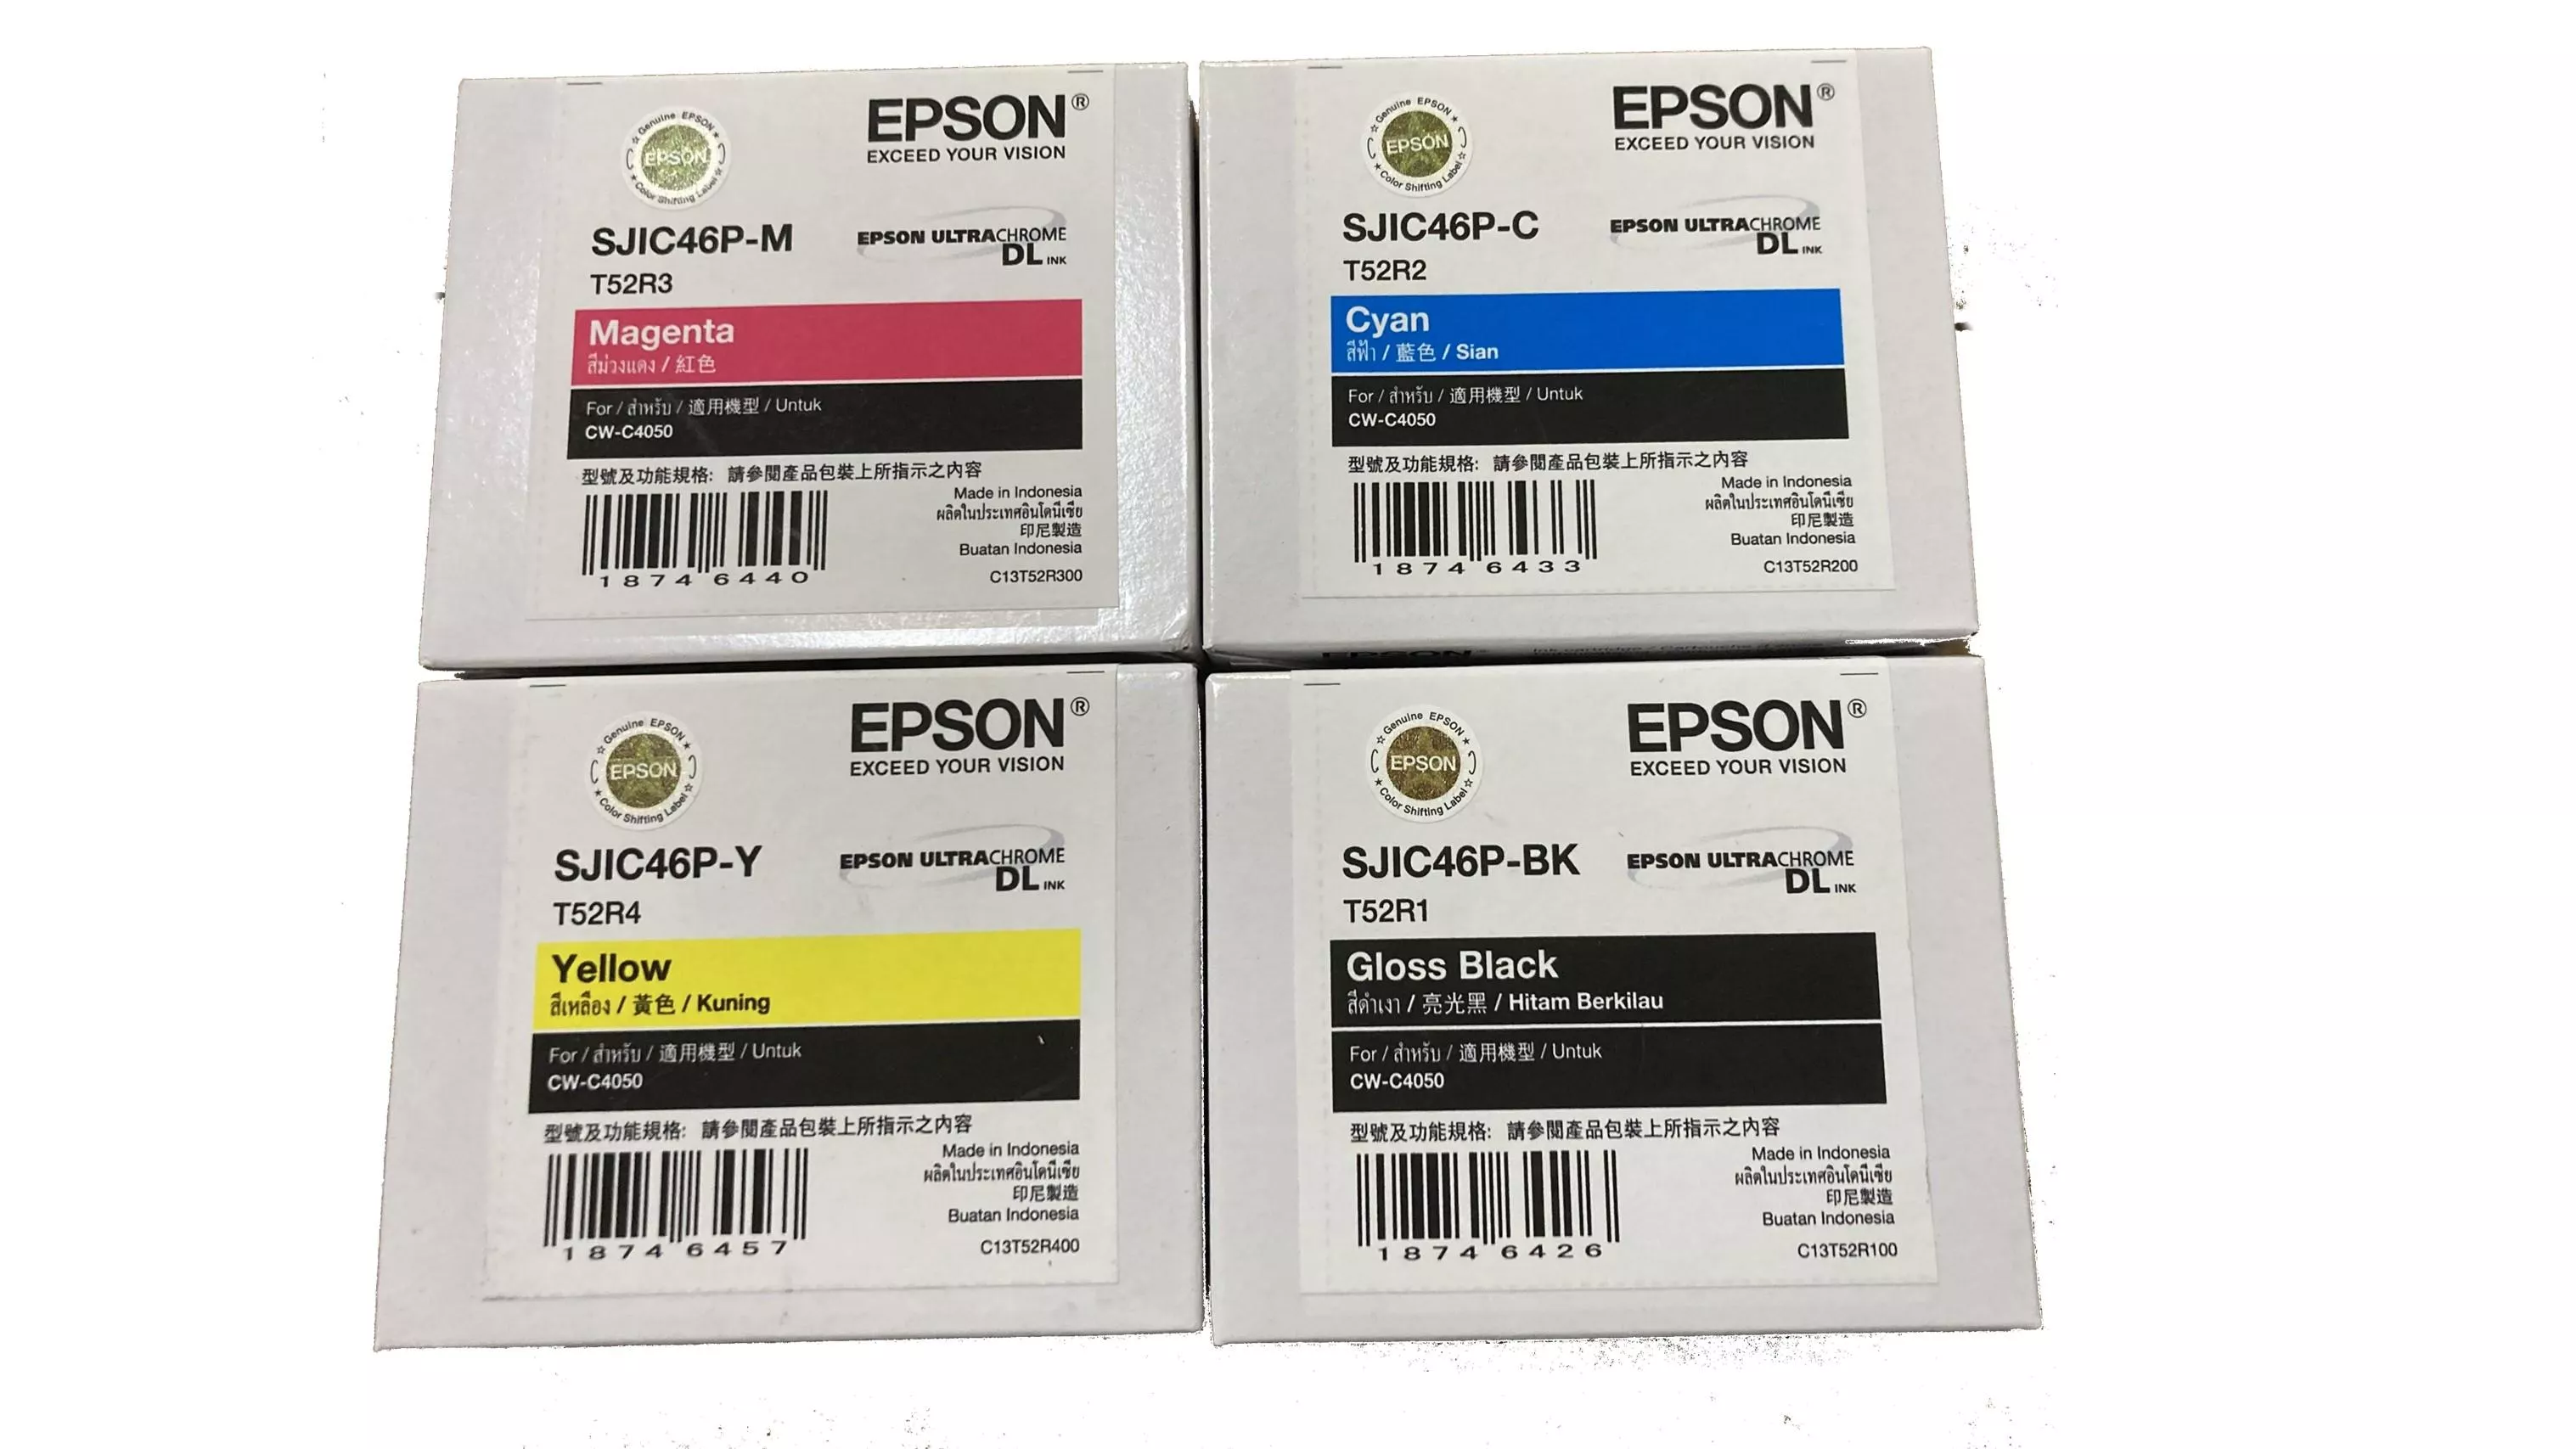 Genuine EPSON
EPSON
Color Shifting Label
EPSON®
EXCEED YOUR VISION
SJIC46P-M
T52R3
EPSON ULTRACHROME
DL INK
Magenta
สีม่วงแดง / 紅色
For / สำหรับ / 適用機型 / Untuk
CW-C4050
型號及功能規格: 請參閱產品包裝上所指示之內容
Made in Indonesia
ผลิตในประเทศอินโดนีเซีย
印尼製造
Buatan Indonesia
1874 6440
C13T52R300
Genuine EPSON
EPSON
Color Shifting Label
EPSON®
EXCEED YOUR VISION
SJIC46P-C
T52R2
EPSON ULTRACHROME
DL INK
Cyan
สีฟ้า / 藍色 / Sian
For / สำหรับ / 適用機型 / Untuk
CW-C4050
型號及功能規格: 請參閱產品包裝上所指示之內容
Made in Indonesia
ผลิตในประเทศอินโดนีเซีย
印尼製造
Buatan Indonesia
1874 6433
C13T52R200
EPSON
Genuine EPSON
EPSON
Color Shifting Label
EPSON®
EXCEED YOUR VISION
SJIC46P-Y
T52R4
EPSON ULTRACHROME
DL INK
Yellow
สีเหลือง / 黃色 / Kuning
For / สำหรับ / 適用機型 / Untuk
CW-C4050
型號及功能規格: 請參閱產品包裝上所指示之內容
Made in Indonesia
ผลิตในประเทศอินโดนีเซีย
印尼製造
Buatan Indonesia
1874 6457
C13T52R400
Genuine EPSON
EPSON
Color Shifting Label
EPSON®
EXCEED YOUR VISION
SJIC46P-BK
T52R1
EPSON ULTRACHROME
DL INK
Gloss Black
สีดำเงา / 亮光黑 / Hitam Berkilau
For / สำหรับ / 適用機型 / Untuk
CW-C4050
型號及功能規格: 請參閱產品包裝上所指示之內容
Made in Indonesia
ผลิตในประเทศอินโดนีเซีย
印尼製造
Buatan Indonesia
1874 6426
C13T52R100